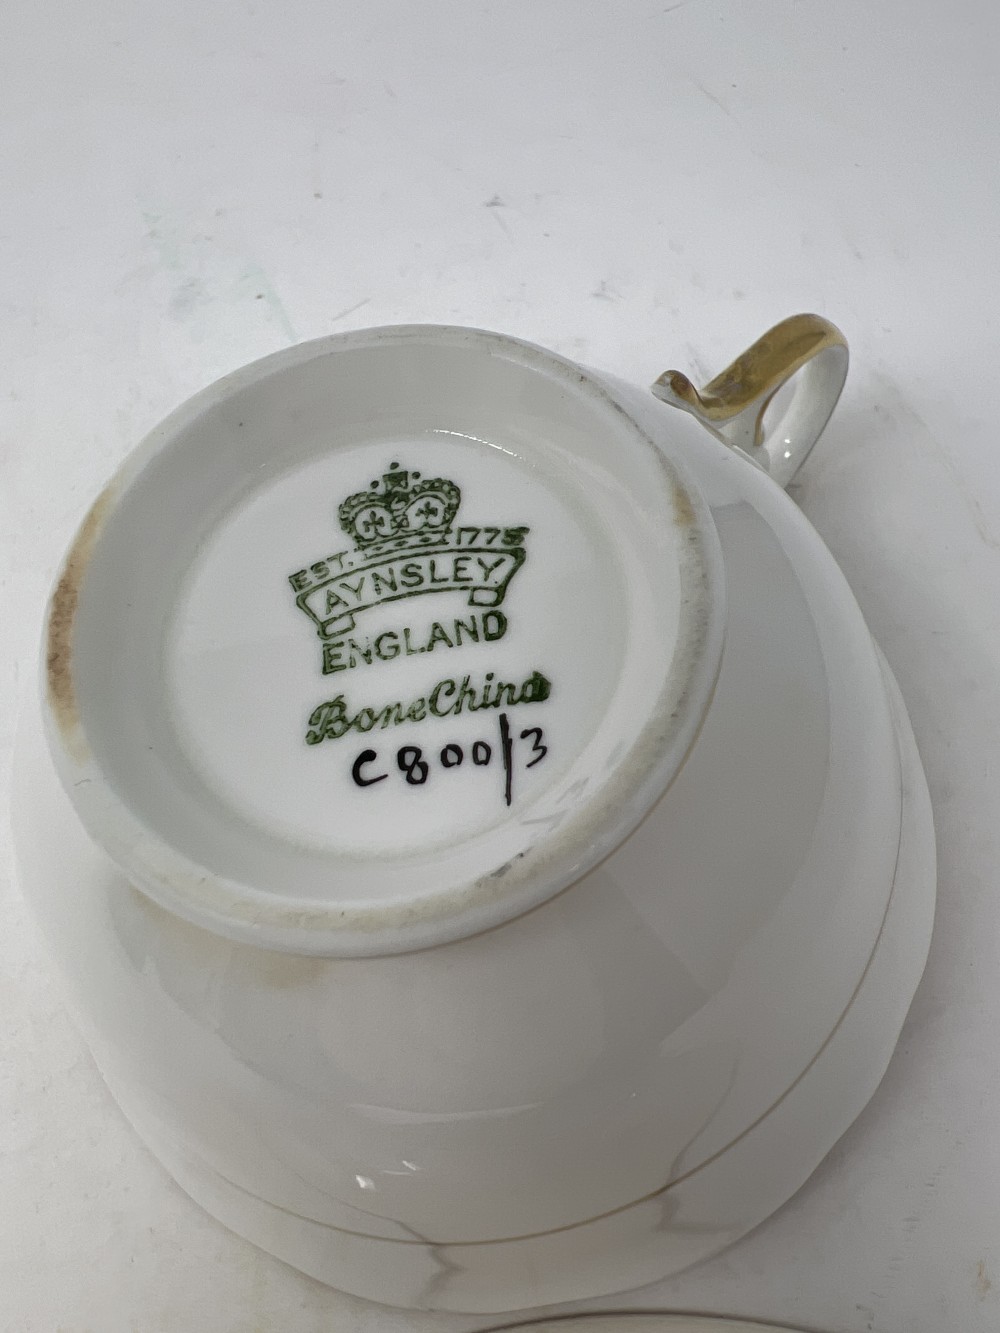 EST. 1775
AYNSLEY
ENGLAND
Bone China
C800/3